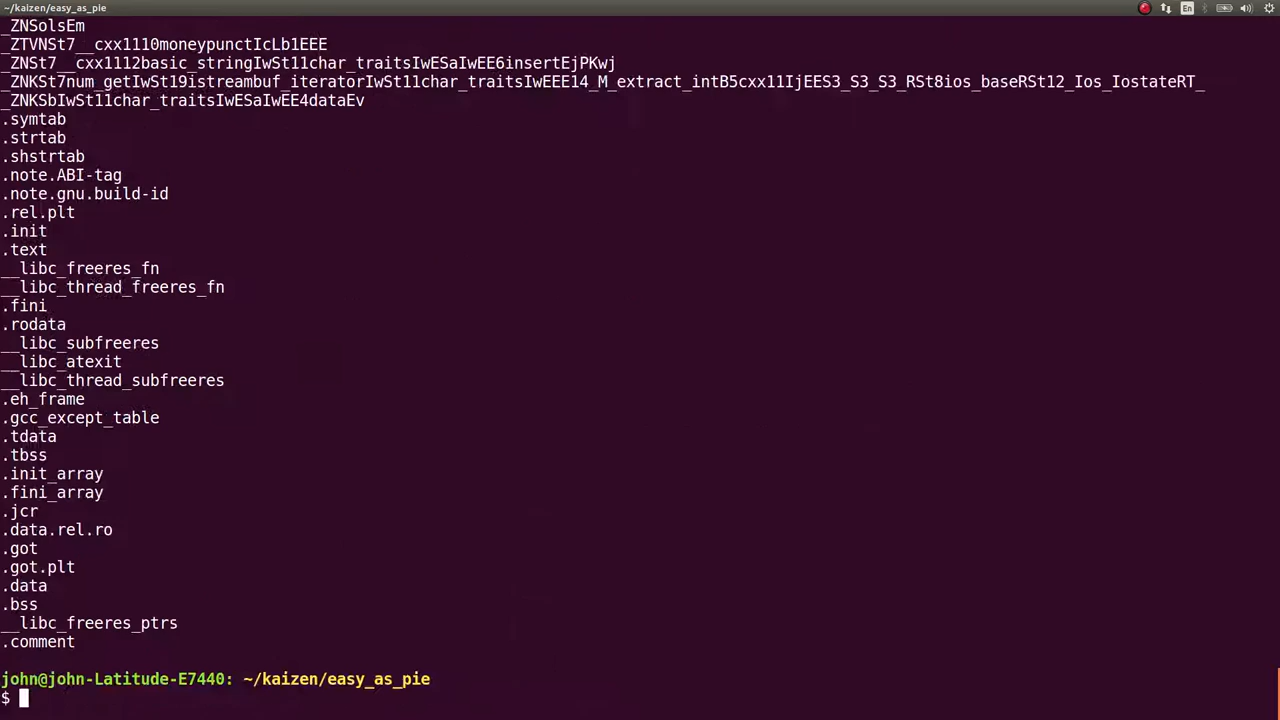 ~/kaizen/easy_as_pie
En
_ZNSolsEm
_ZTVNSt7__cxx1110moneypunctIcLb1EEE
_ZNSt7__cxx1112basic_stringIwSt11char_traitsIwESaIwEE6insertEjPKwj
_ZNKSt7num_getIwSt19istreambuf_iteratorIwSt11char_traitsIwEEE14_M_extract_intB5cxx11IjEES3_S3_S3_RSt8ios_baseRSt12_Ios_IostateRT_
_ZNKSbIwSt11char_traitsIwESaIwEE4dataEv
.symtab
.strtab
.shstrtab
.note.ABI-tag
.note.gnu.build-id
.rel.plt
.init
.text
__libc_freeres_fn
__libc_thread_freeres_fn
.fini
.rodata
__libc_subfreeres
__libc_atexit
__libc_thread_subfreeres
.eh_frame
.gcc_except_table
.tdata
.tbss
.init_array
.fini_array
.jcr
.data.rel.ro
.got
.got.plt
.data
.bss
__libc_freeres_ptrs
.comment
john@john-Latitude-E7440: ~/kaizen/easy_as_pie
$